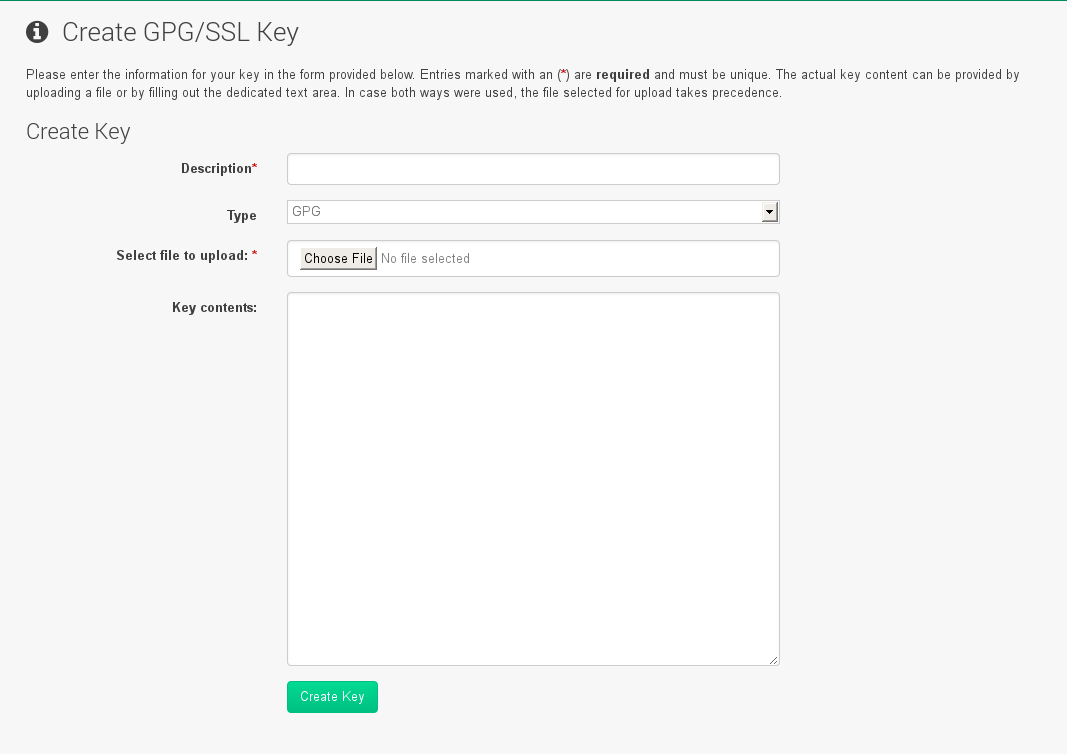 Create GPG/SSL Key
Please enter the information for your key in the form provided below. Entries marked with an (*) are required and must be unique. The actual key content can be provided by
uploading a file or by filling out the dedicated text area. In case both ways were used, the file selected for upload takes precedence.
Create Key
Description*
Type
GPG
Select file to upload: *
Choose File No file selected
Key contents:
Create Key